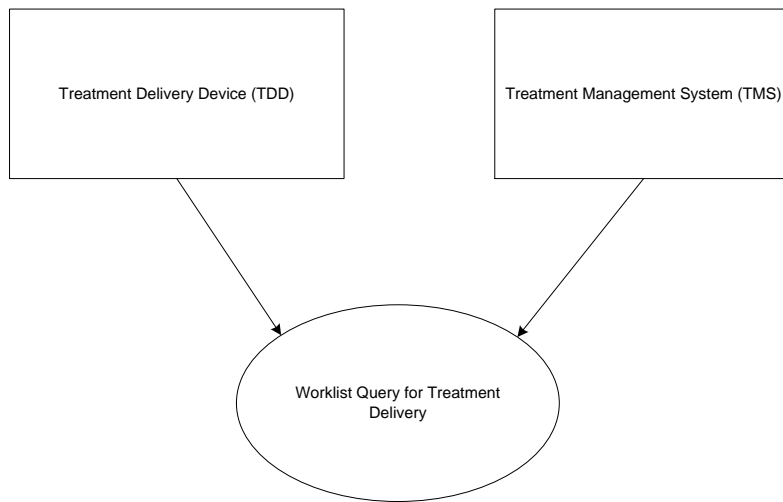 Treatment Delivery Device (TDD)
Treatment Management System (TMS)
Worklist Query for Treatment
Delivery